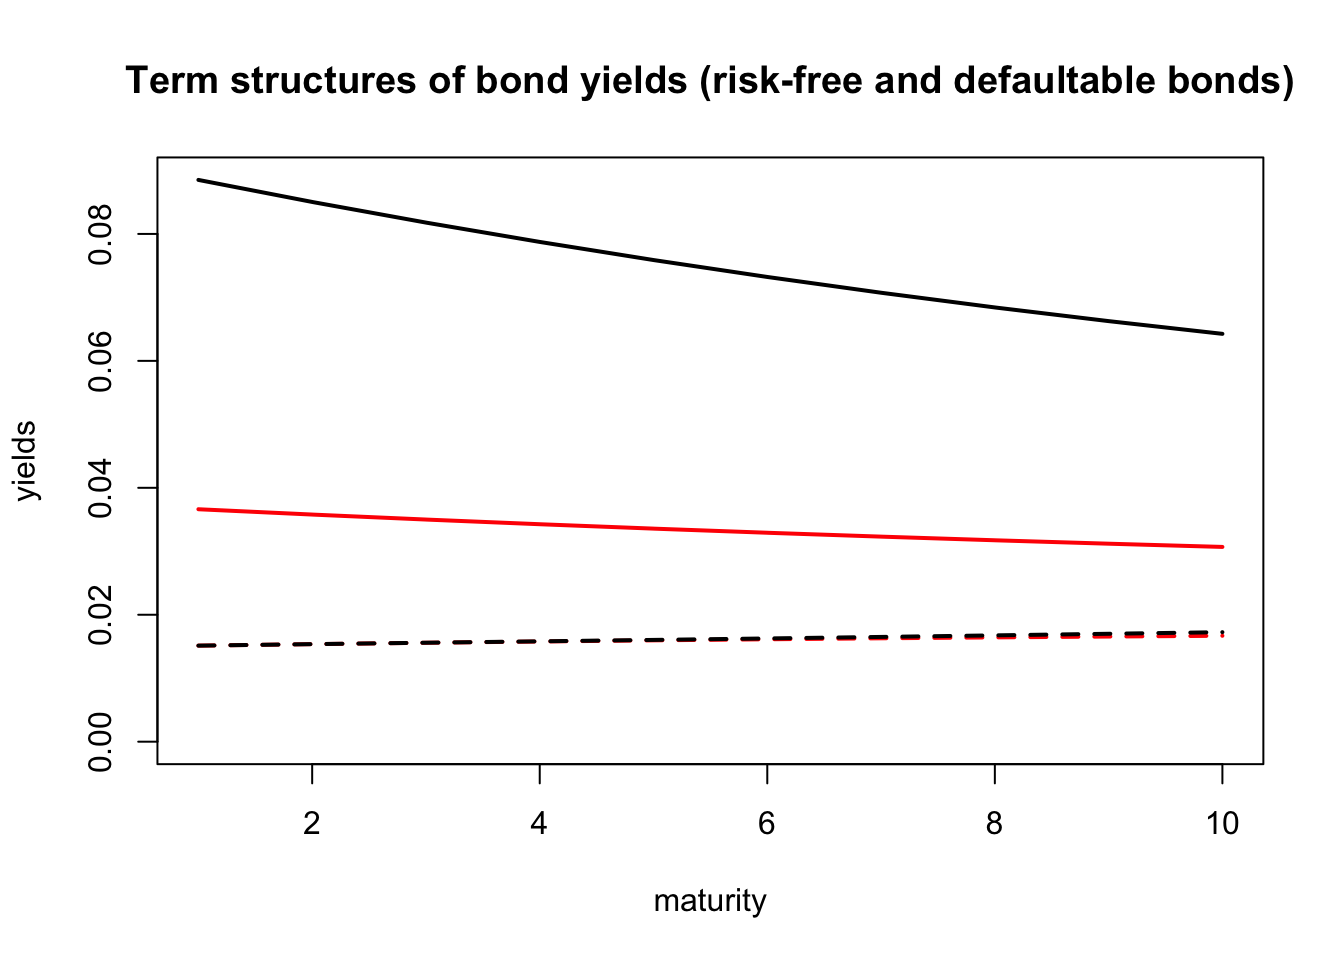 Term structures of bond yields (risk-free and defaultable bonds)
0.08
0.06
0.04
0.02
0.00
yields
2 4 6 8 10
maturity